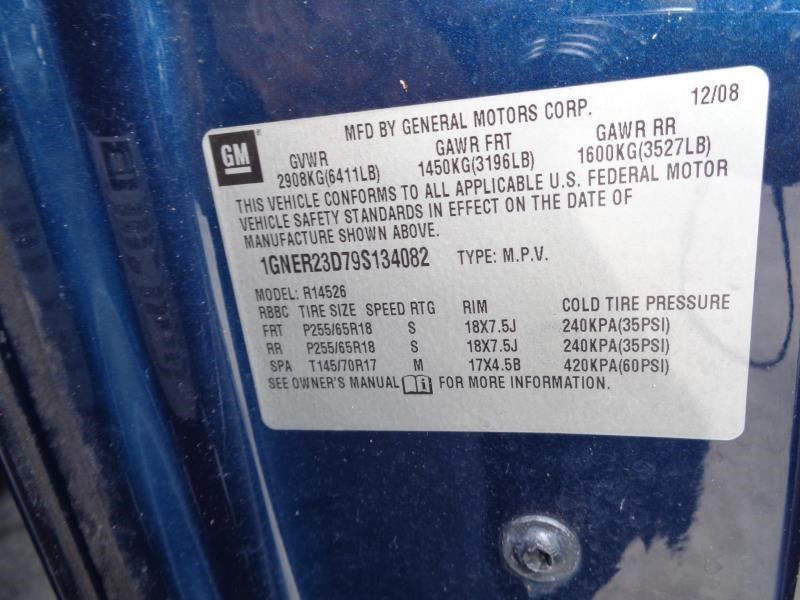 12/08
MFD BY GENERAL MOTORS CORP.
GM
GVWR GAWR FRT GAWR RR
2908KG(6411LB) 1450KG(3196LB) 1600KG(3527LB)
THIS VEHICLE CONFORMS TO ALL APPLICABLE U.S. FEDERAL MOTOR
VEHICLE SAFETY STANDARDS IN EFFECT ON THE DATE OF
MANUFACTURE SHOWN ABOVE.
1GNER23D79S134082 TYPE: M.P.V.
MODEL: R14526
RBBC TIRE SIZE SPEED RTG RIM COLD TIRE PRESSURE
FRT P255/65R18 S 18X7.5J 240KPA(35PSI)
RR P255/65R18 S 18X7.5J 240KPA(35PSI)
SPA T145/70R17 M 17X4.5B 420KPA(60PSI)
SEE OWNER'S MANUAL FOR MORE INFORMATION.